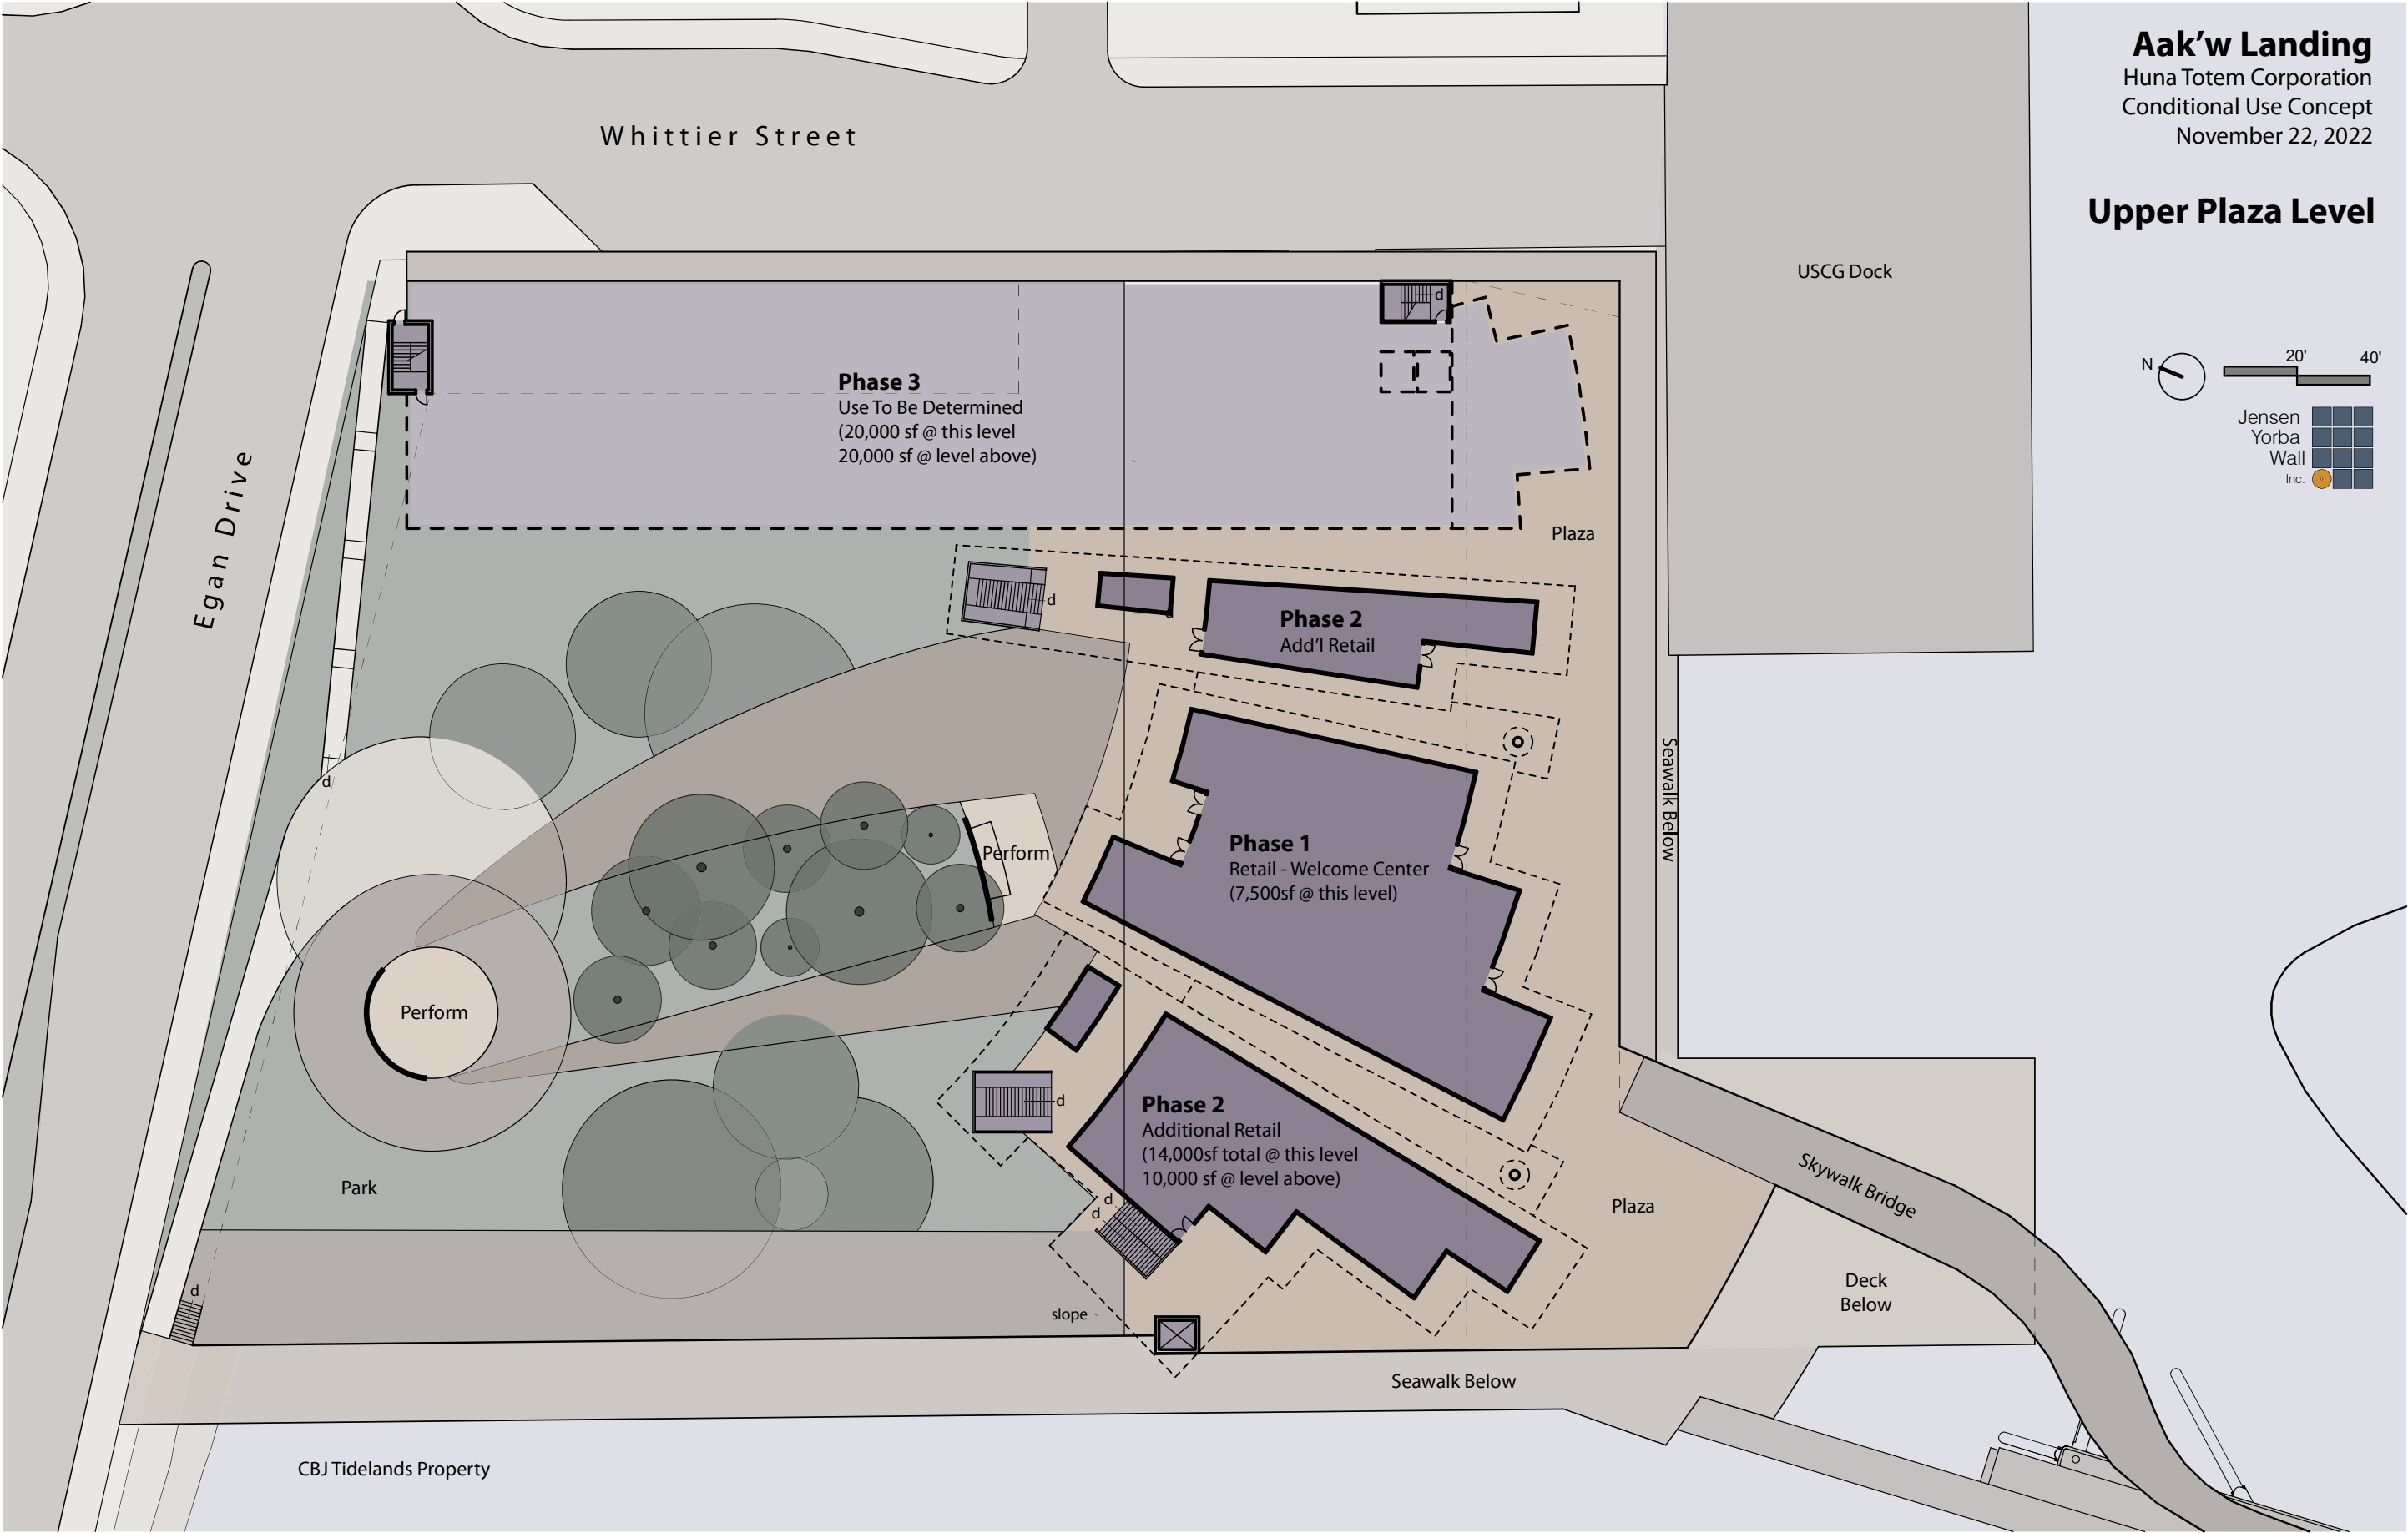 Aak'w Landing
Huna Totem Corporation
Conditional Use Concept
November 22, 2022
Upper Plaza Level
Whittier Street
USCG Dock
N
20'
40'
Jensen
Yorba
Wall
Inc.
Egan Drive
d
Phase 3
Use To Be Determined
(20,000 sf @ this level
20,000 sf @ level above)
Plaza
d
Phase 2
Add'l Retail
d
Seawalk Below
Perform
Phase 1
Retail - Welcome Center
(7,500sf @ this level)
Perform
d
Phase 2
Additional Retail
(14,000sf total @ this level
10,000 sf @ level above)
Park
d
d
Plaza
Skywalk Bridge
Deck
Below
d
slope
Seawalk Below
CBJ Tidelands Property